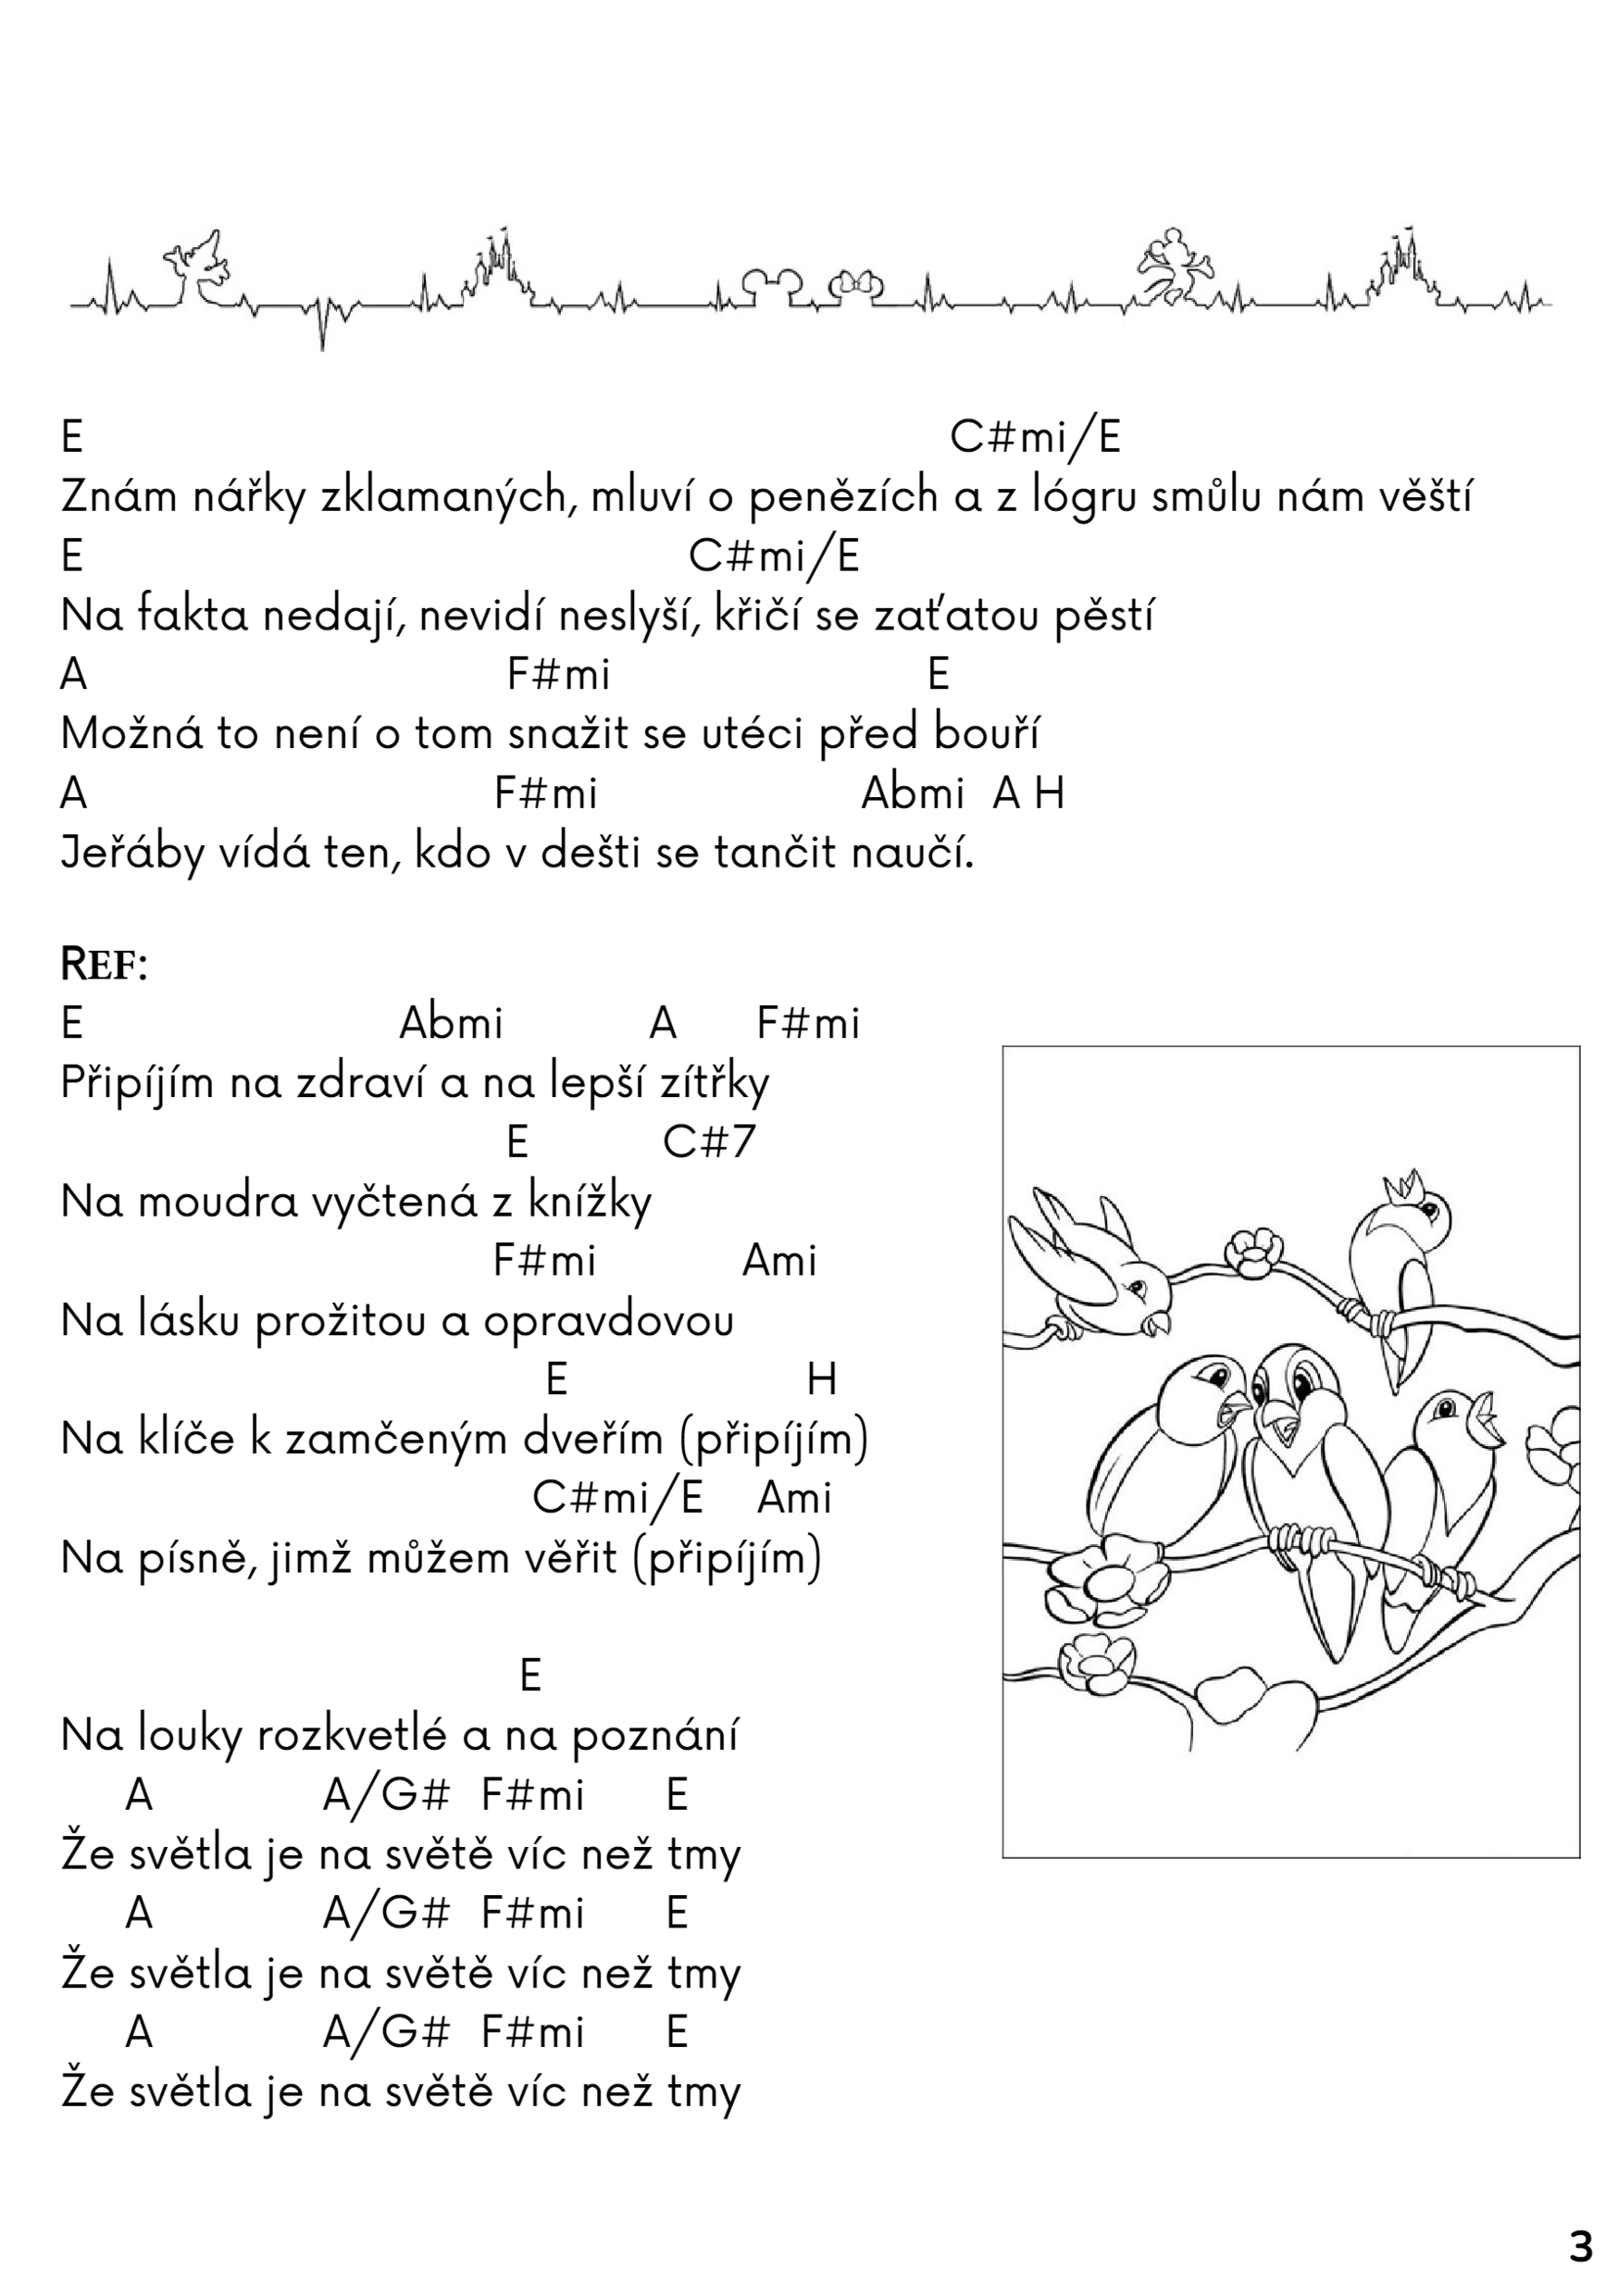 E C#mi/E
Znám nářky zklamaných, mluví o penězích a z lógru smůlu nám věští
E C#mi/E
Na fakta nedají, nevidí neslyší, křičí se zaťatou pěstí
A F#mi E
Možná to není o tom snažit se utéci před bouří
A F#mi Abmi A H
Jeřáby vídá ten, kdo v dešti se tančit naučí.
REF:
E Abmi A F#mi
Připíjím na zdraví a na lepší zítřky
E C#7
Na moudra vyčtená z knížky
F#mi Ami
Na lásku prožitou a opravdovou
E H
Na klíče k zamčeným dveřím (připíjím)
C#mi/E Ami
Na písně, jimž můžem věřit (připíjím)
E
Na louky rozkvetlé a na poznání
A A/G# F#mi E
Že světla je na světě víc než tmy
A A/G# F#mi E
Že světla je na světě víc než tmy
A A/G# F#mi E
Že světla je na světě víc než tmy
3